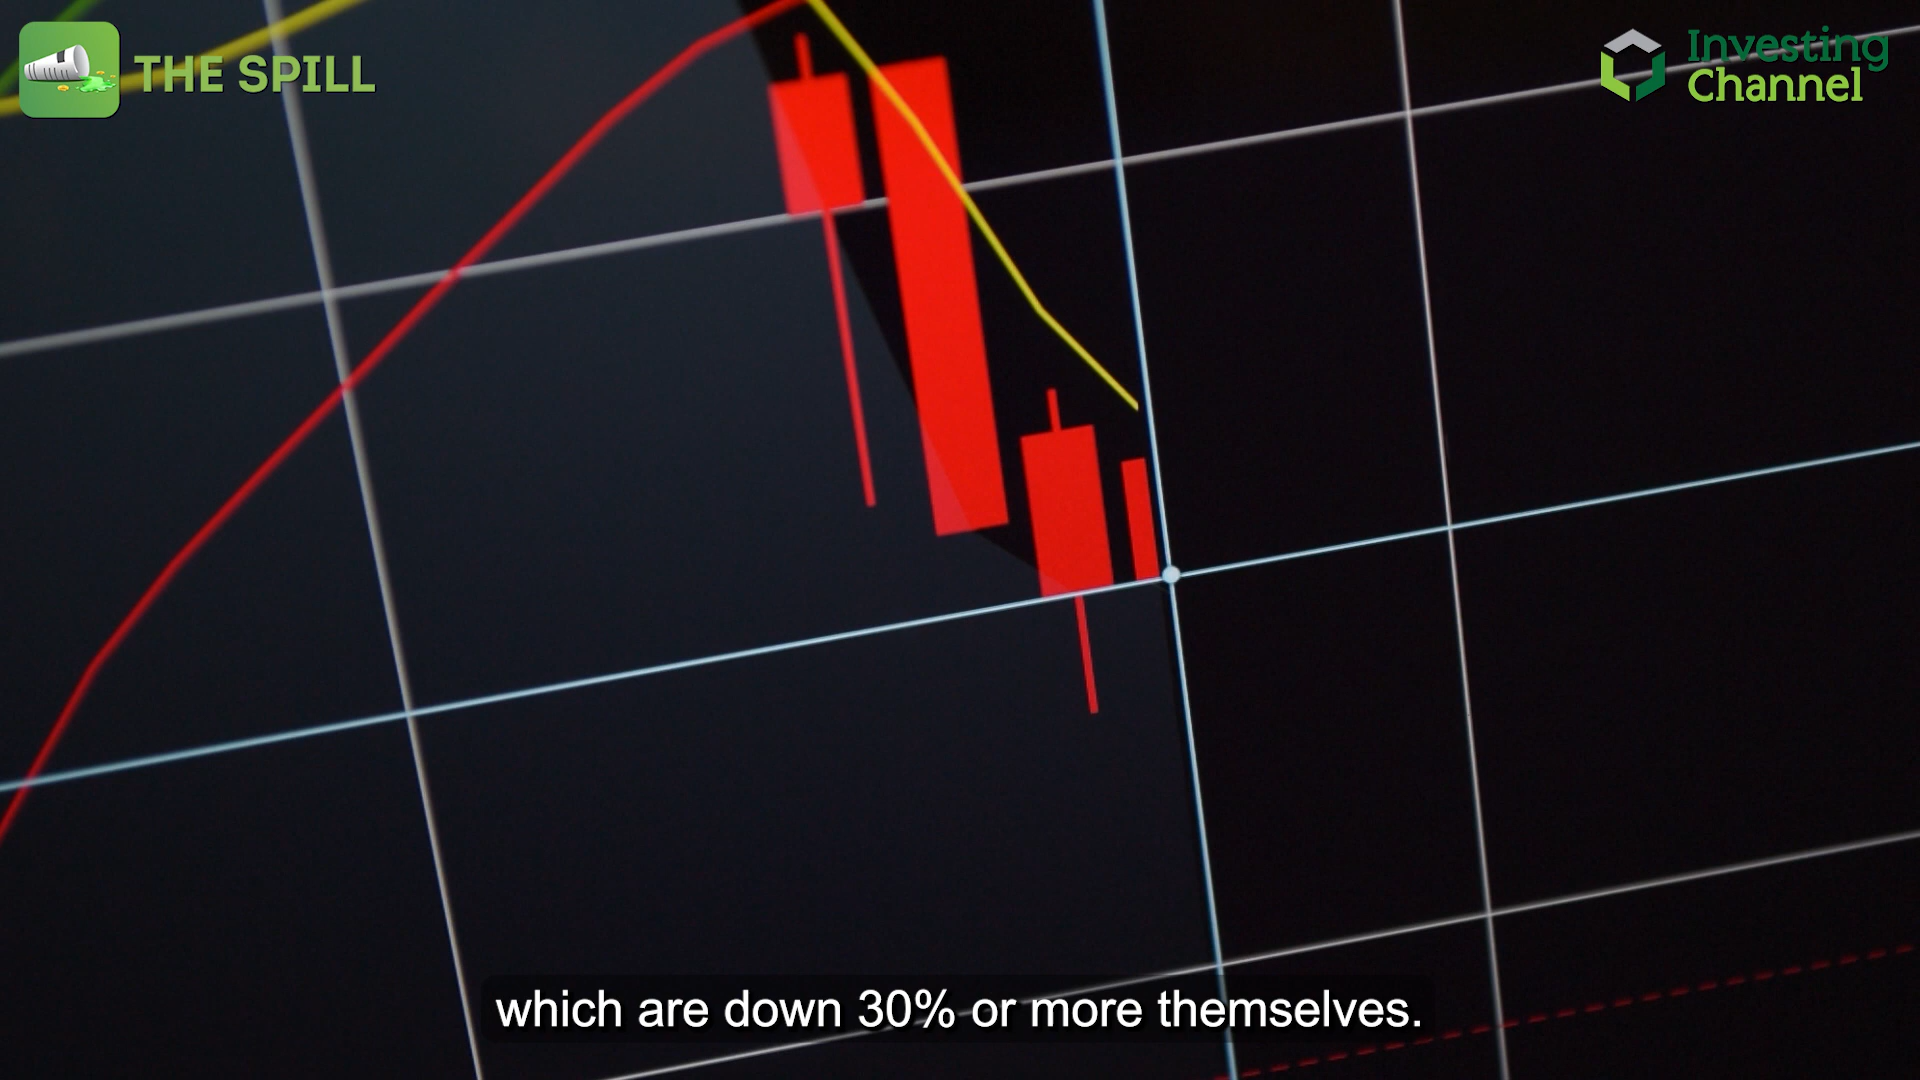 THE SPILL
Investing
Channel
which are down 30% or more themselves.